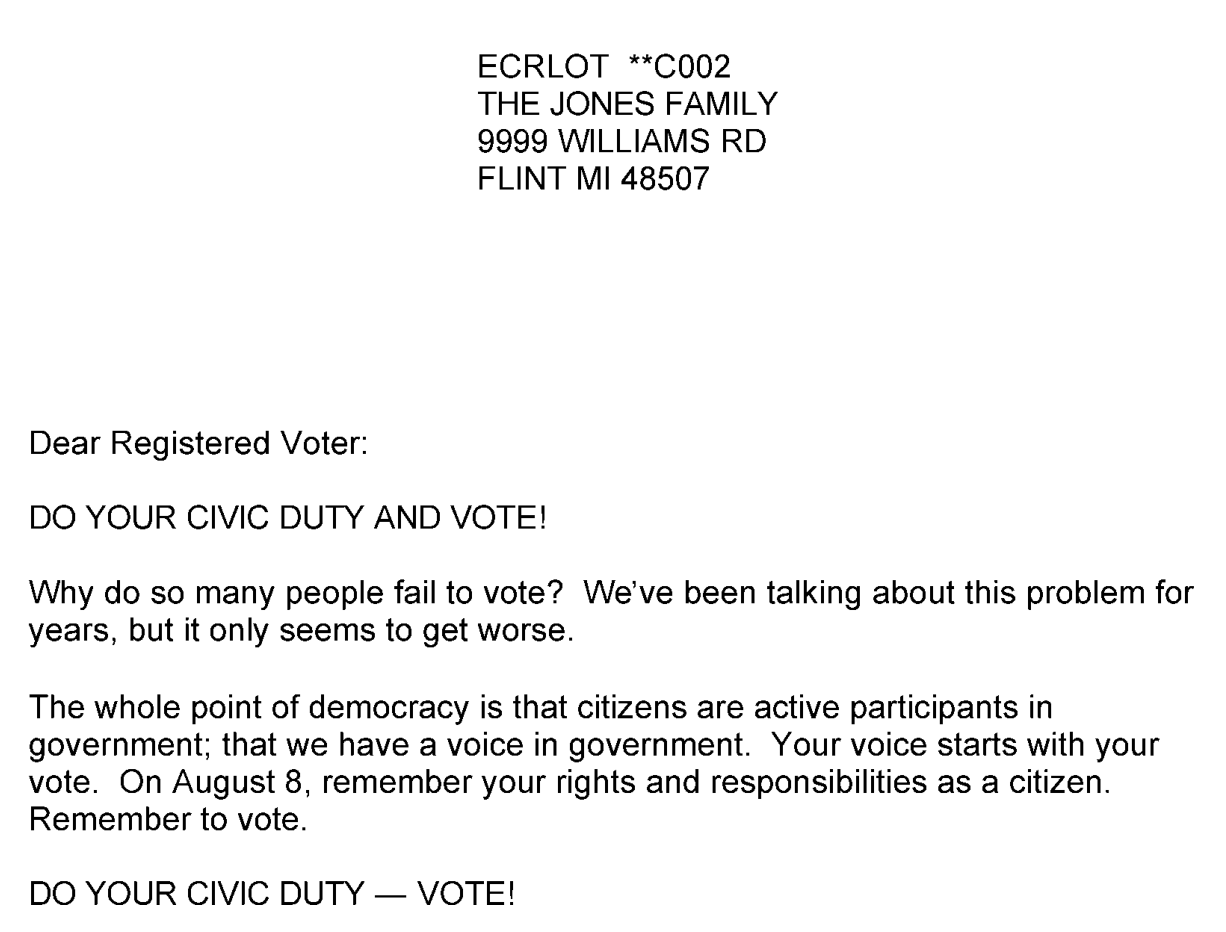 ECRLOT  **C002
THE JONES FAMILY
9999 WILLIAMS RD
FLINT MI 48507
Dear Registered Voter:
DO YOUR CIVIC DUTY AND VOTE!
Why do so many people fail to vote?  We’ve been talking about this problem for
years, but it only seems to get worse.
The whole point of democracy is that citizens are active participants in
government; that we have a voice in government.  Your voice starts with your
vote.  On August 8, remember your rights and responsibilities as a citizen.
Remember to vote.
DO YOUR CIVIC DUTY — VOTE!